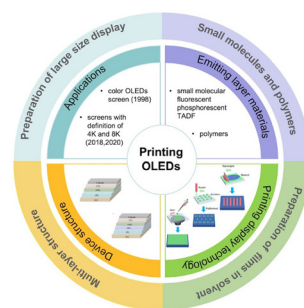 Preparation of large size display
Small molecules and polymers
Applications
Emitting layer materials
• color OLEDs
screen (1998)
• screens with
definition of
4K and 8K
(2018,2020)
• small molecular
fluorescent
phosphorescent
TADF
• polymers
Printing
OLEDs
Device structure
Printing display technology
Multi-layer structure
Preparation of films in solvent